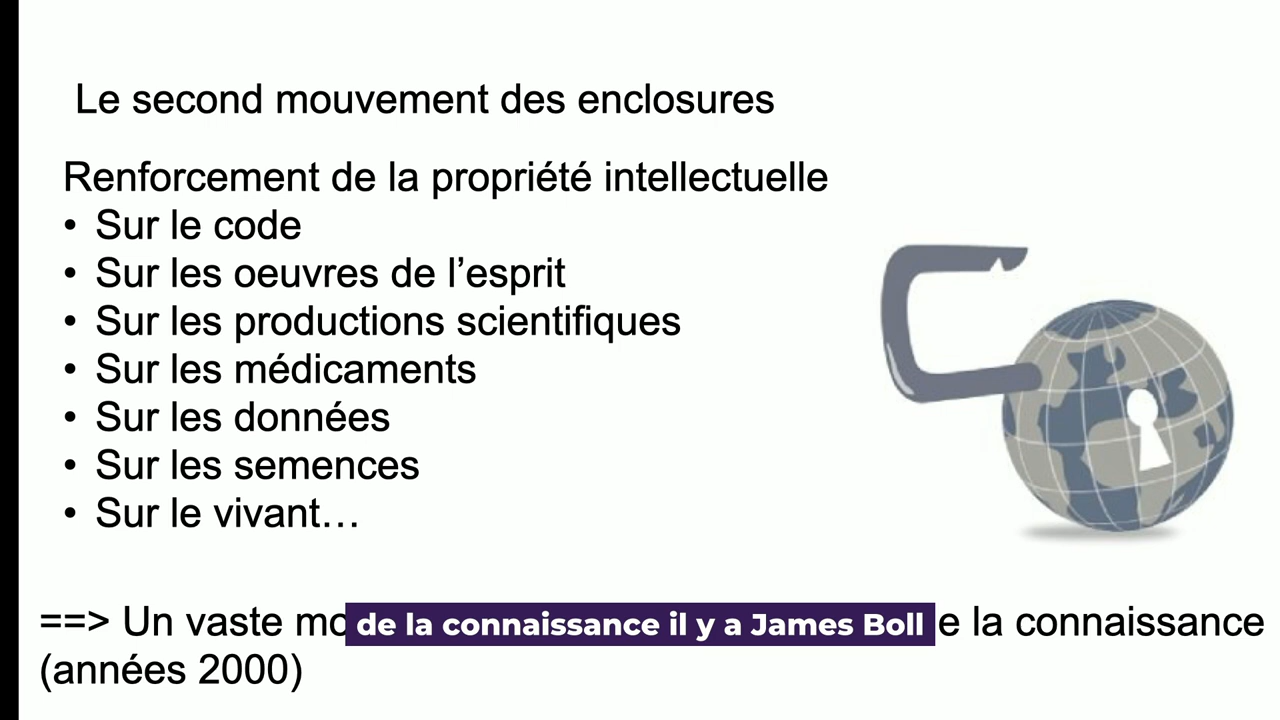 Le second mouvement des enclosures
Renforcement de la propriété intellectuelle
• Sur le code
• Sur les oeuvres de l’esprit
• Sur les productions scientifiques
• Sur les médicaments
• Sur les données
• Sur les semences
• Sur le vivant…
==> Un vaste la connaissance
de la connaissance il y a James Boll
(années 2000)